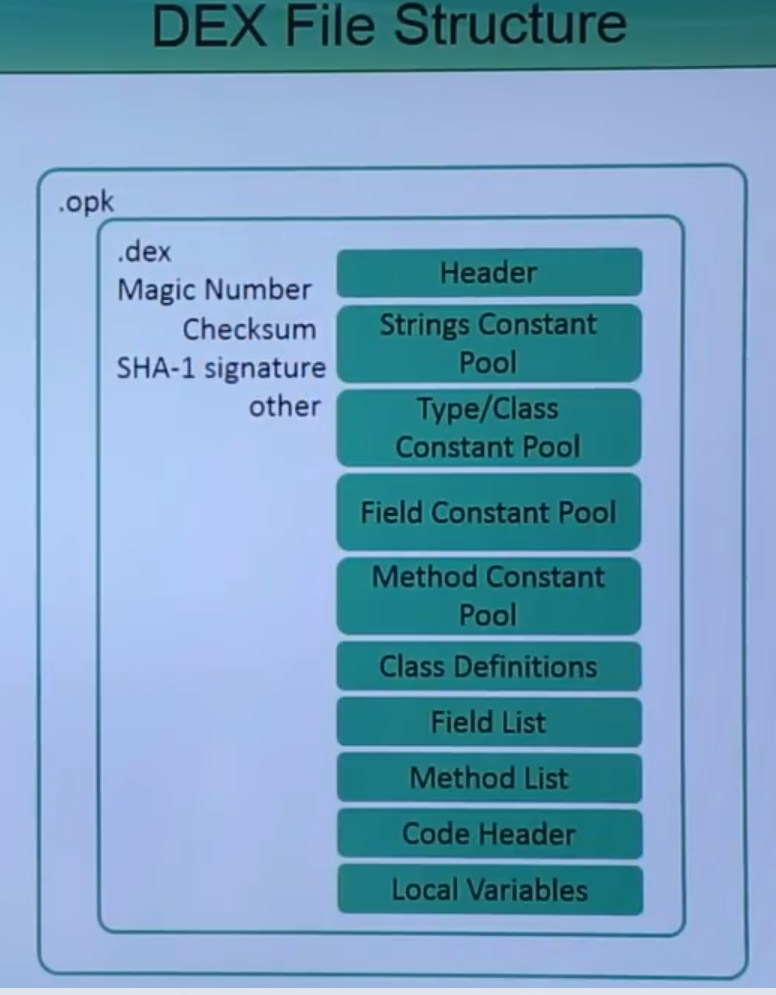 DEX File Structure
.opk
.dex
Magic Number
Checksum
SHA-1 signature
other
Header
Strings Constant
Pool
Type/Class
Constant Pool
Field Constant Pool
Method Constant
Pool
Class Definitions
Field List
Method List
Code Header
Local Variables